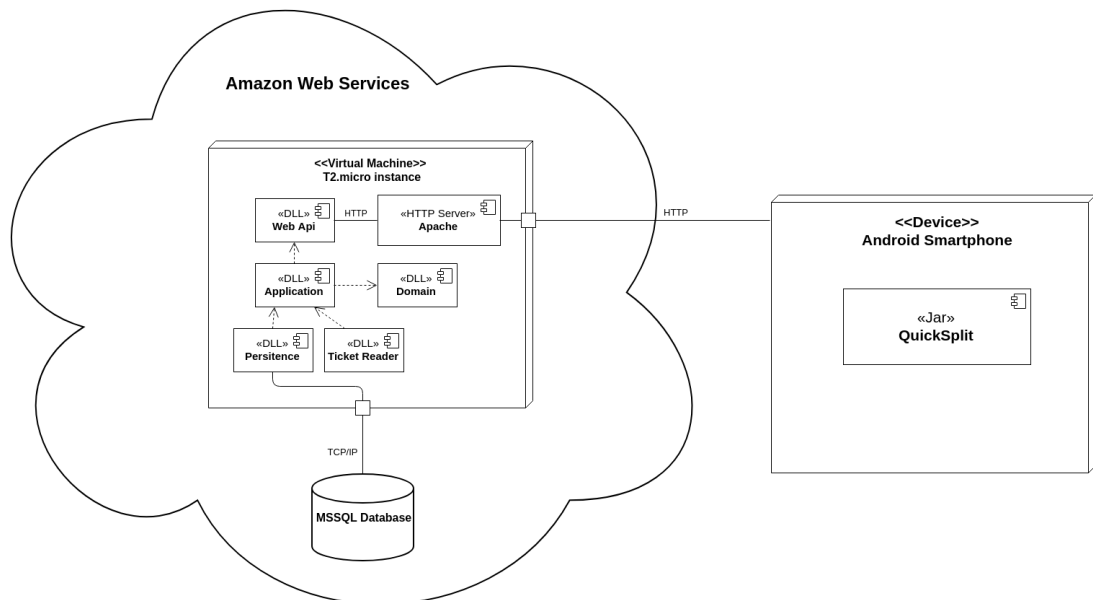 Amazon Web Services
<<Virtual Machine>>
T2.micro instance
«DLL»
Web Api
HTTP
«HTTP Server»
Apache
HTTP
«DLL»
Application
«DLL»
Domain
«DLL»
Persitence
«DLL»
Ticket Reader
TCP/IP
MSSQL Database
<<Device>>
Android Smartphone
«Jar»
QuickSplit